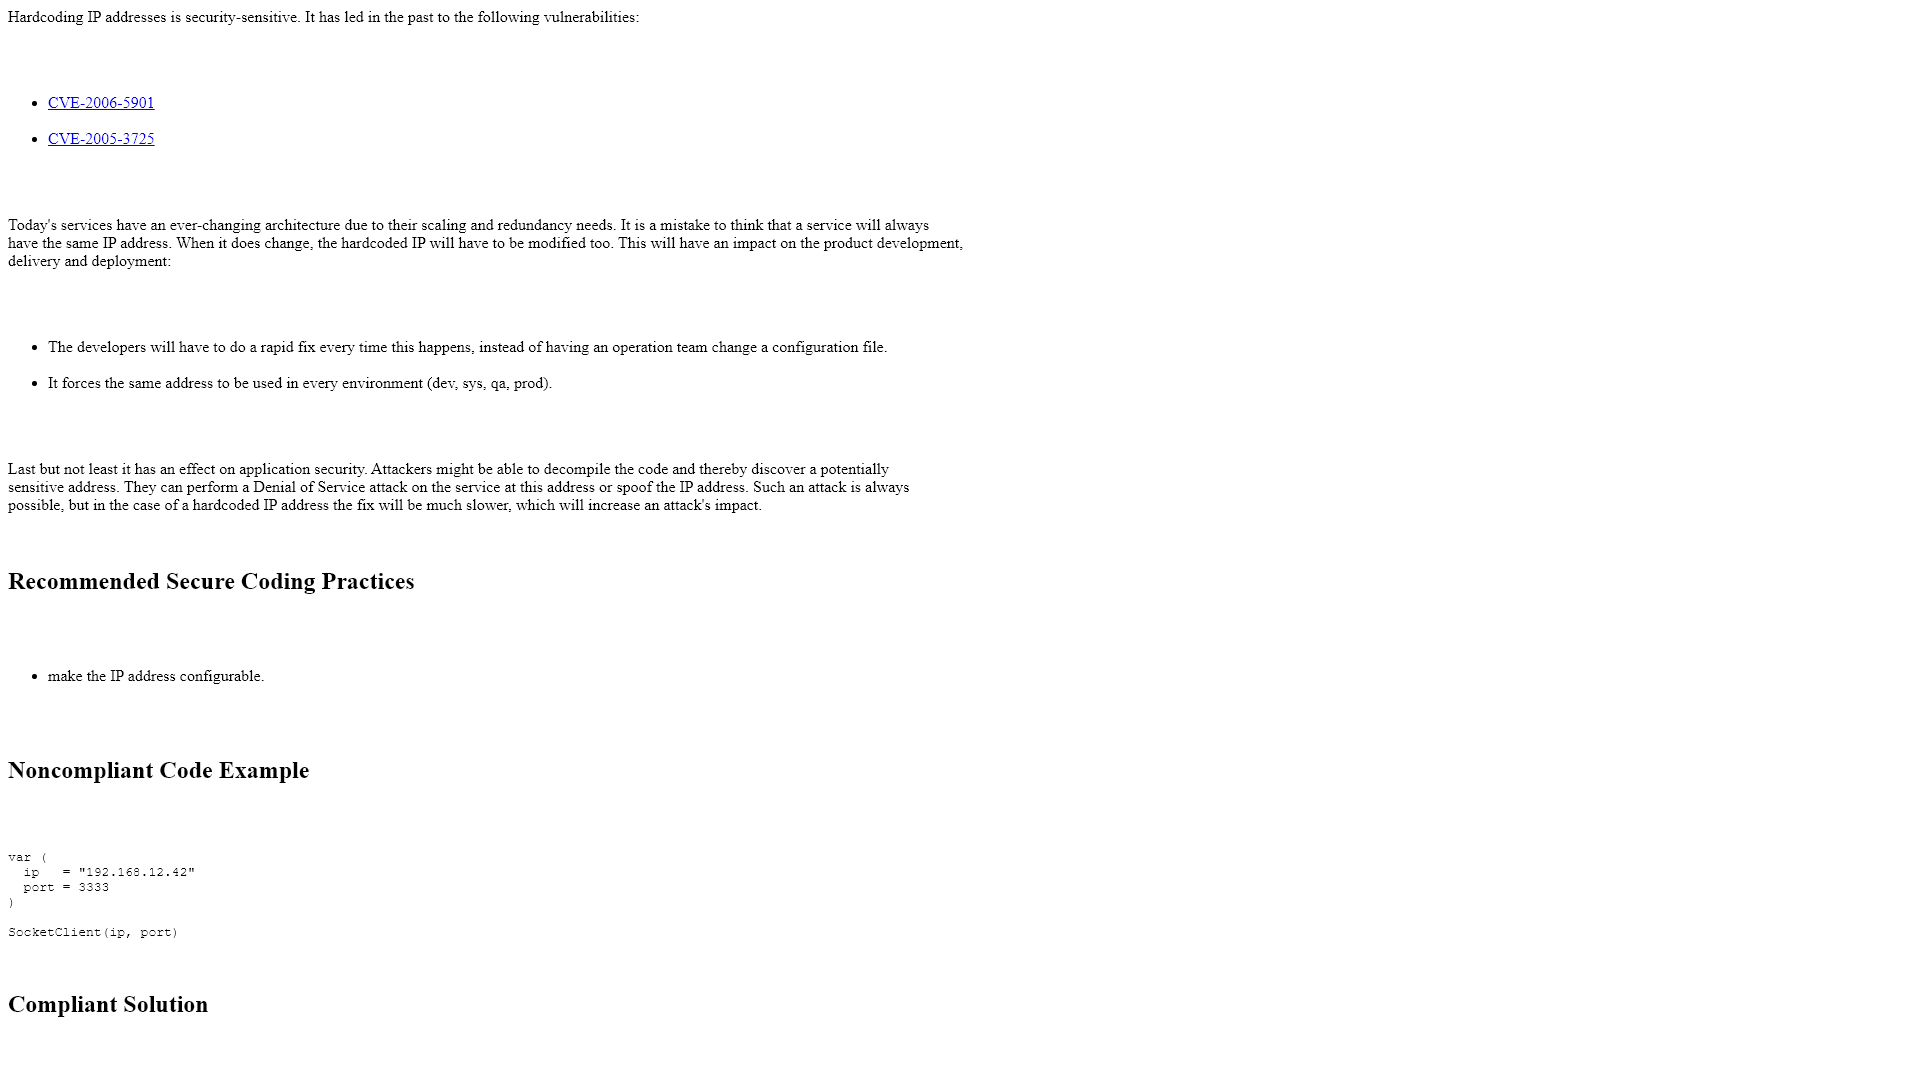 Hardcoding IP addresses is security-sensitive. It has led in the past to the following vulnerabilities:
CVE-2006-5901
CVE-2005-3725
Today's services have an ever-changing architecture due to their scaling and redundancy needs. It is a mistake to think that a service will always
have the same IP address. When it does change, the hardcoded IP will have to be modified too. This will have an impact on the product development,
delivery and deployment:
The developers will have to do a rapid fix every time this happens, instead of having an operation team change a configuration file.
It forces the same address to be used in every environment (dev, sys, qa, prod).
Last but not least it has an effect on application security. Attackers might be able to decompile the code and thereby discover a potentially
sensitive address. They can perform a Denial of Service attack on the service at this address or spoof the IP address. Such an attack is always
possible, but in the case of a hardcoded IP address the fix will be much slower, which will increase an attack's impact.
Recommended Secure Coding Practices
make the IP address configurable.
Noncompliant Code Example
var (
  ip   = "192.168.12.42"
  port = 3333
)
SocketClient(ip, port)
Compliant Solution